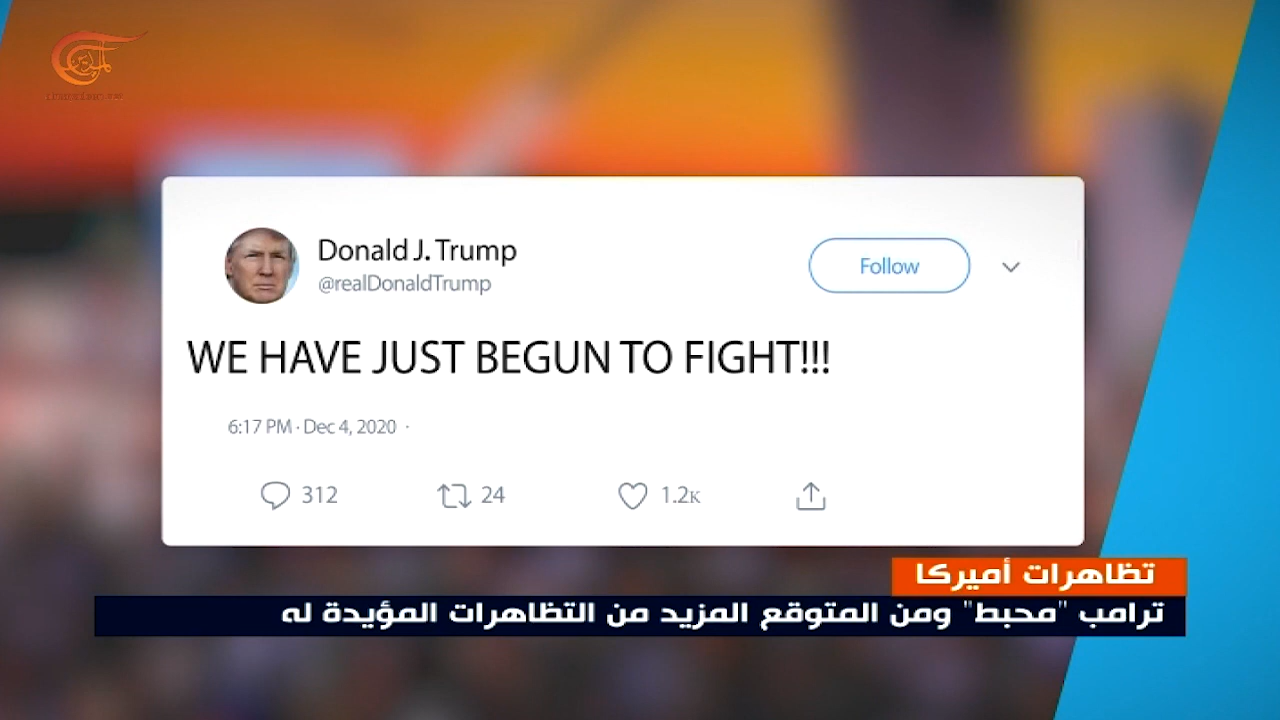 الميادين
Donald J. Trump
@realDonaldTrump
Follow
WE HAVE JUST BEGUN TO FIGHT!!!
6:17 PM · Dec 4, 2020 ·
312
24
1.2K
تظاهرات أميركا
ترامب "محبط" ومن المتوقع المزيد من التظاهرات المؤيدة له